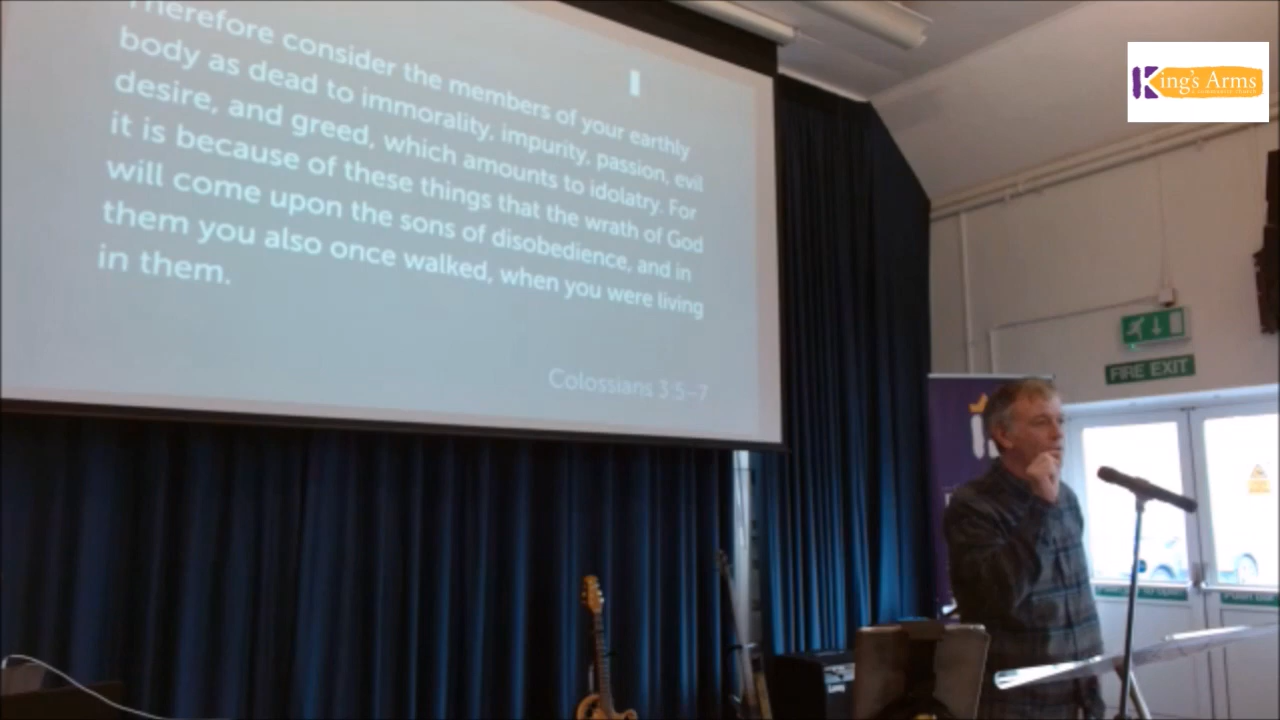 Therefore consider the members of your earthly
body as dead to immorality, impurity, passion, evil
desire, and greed, which amounts to idolatry. For
it is because of these things that the wrath of God
will come upon the sons of disobedience, and in
them you also once walked, when you were living
in them.
Colossians 3:5–7
King's Arms
FIRE EXIT